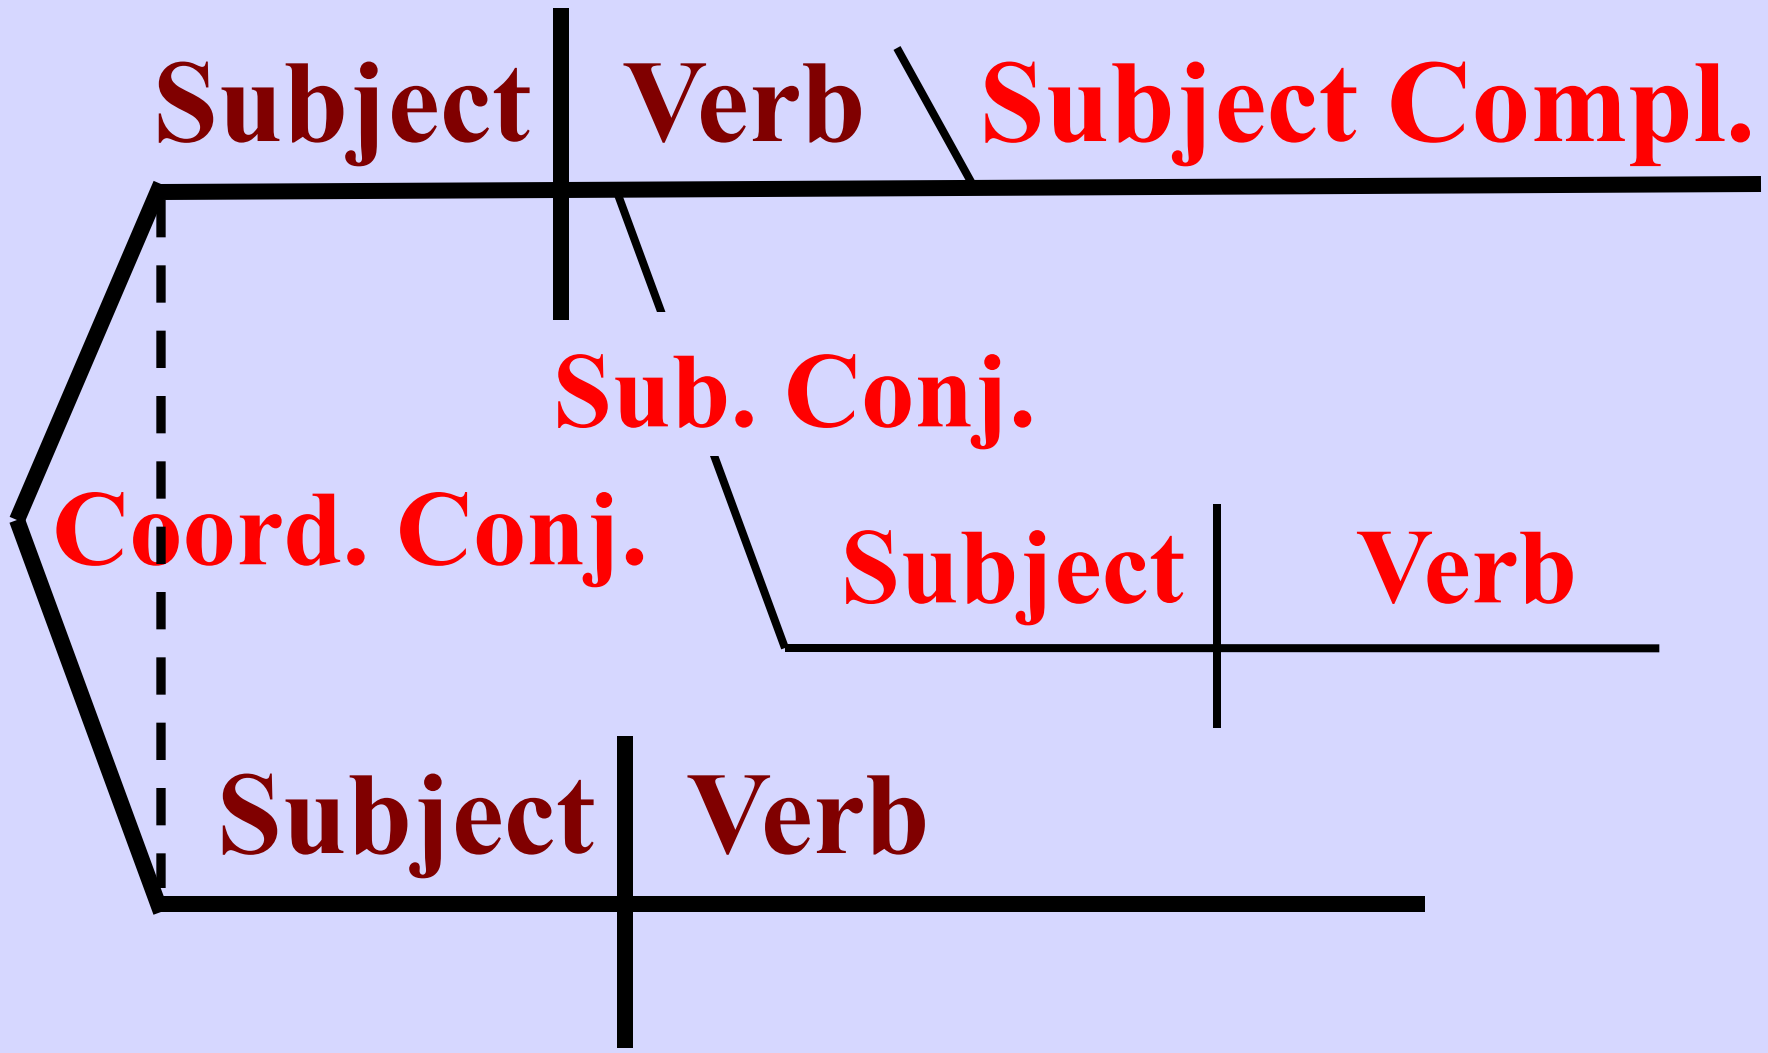 Subject Verb Subject Compl.
Sub. Conj.
Coord. Conj.
Subject Verb
Subject Verb